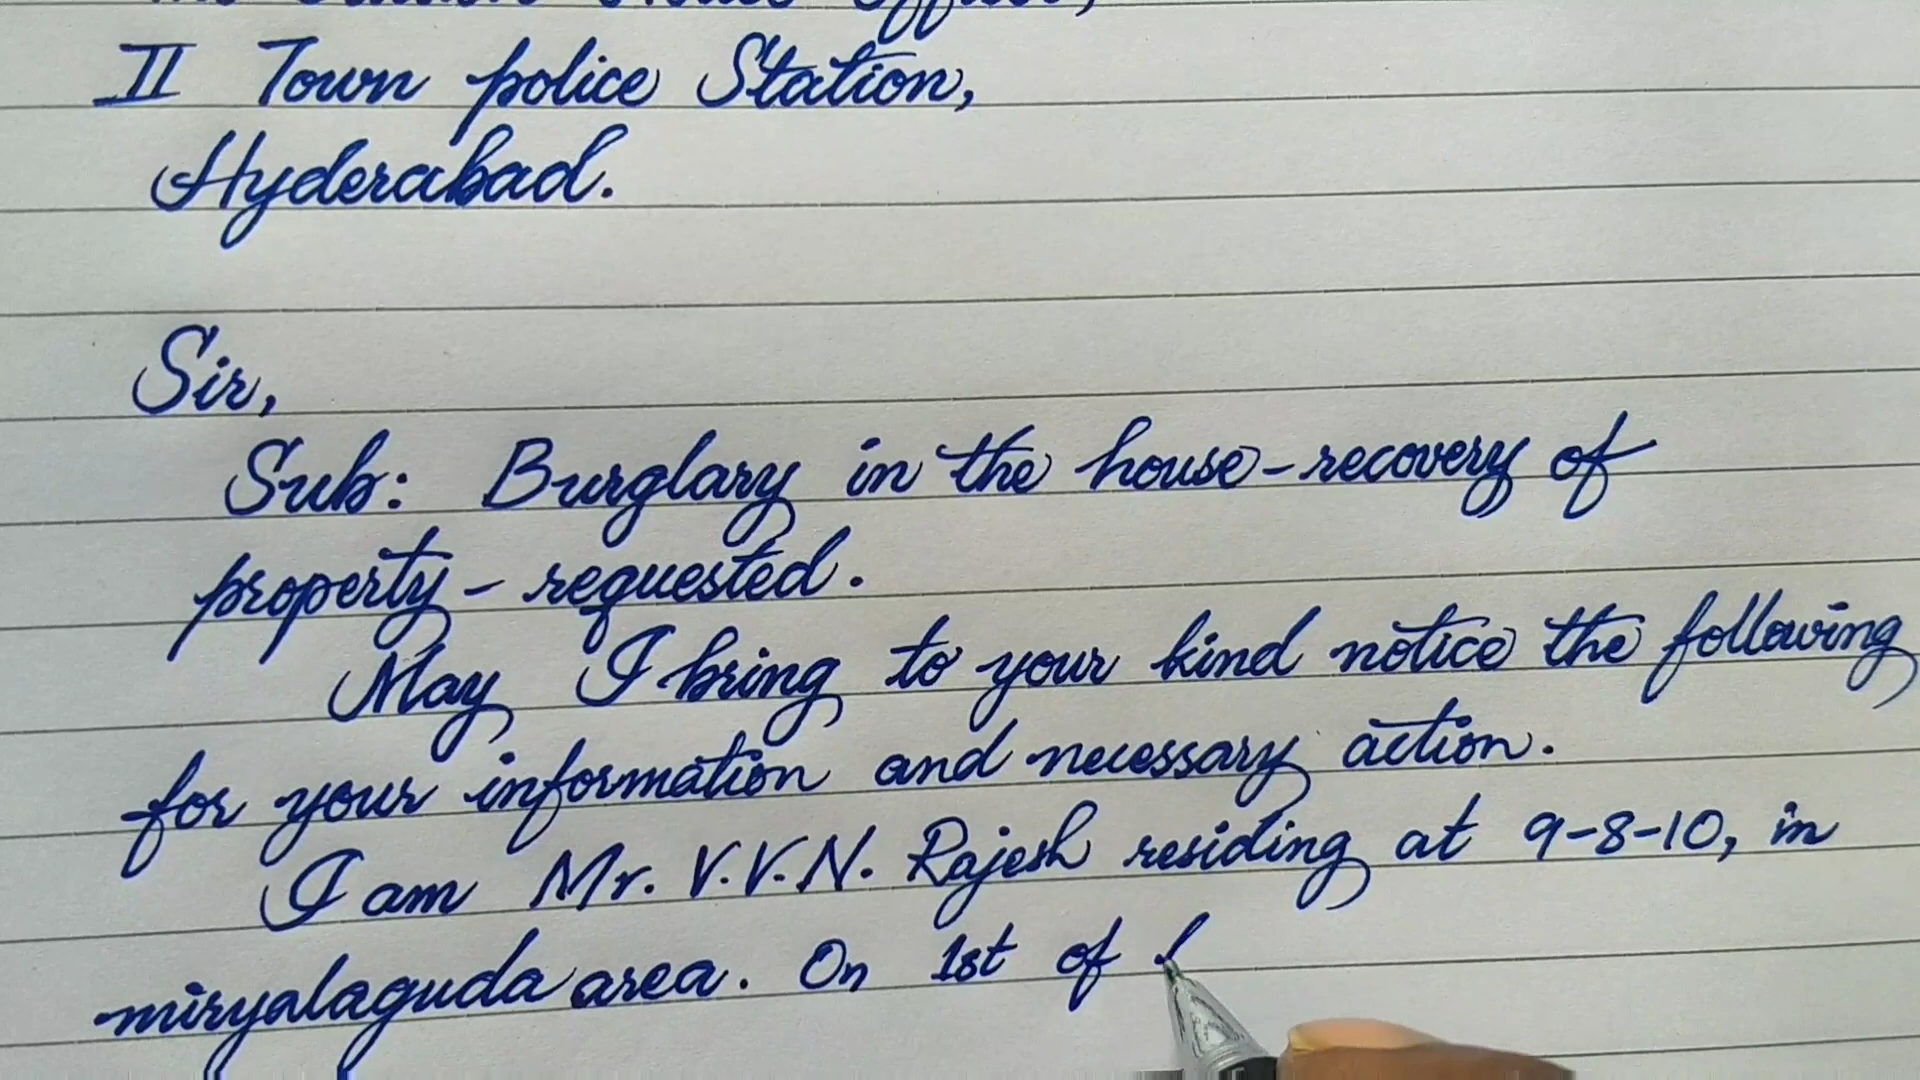 II Town police Station,
Hyderabad.
Sir,
Sub: Burglary in the house-recovery of
property - requested.
May I bring to your kind notice the following
for your information and necessary action.
I am Mr. V.V.N. Rajesh residing at 9-8-10, in
miryalaguda area. On 1st of